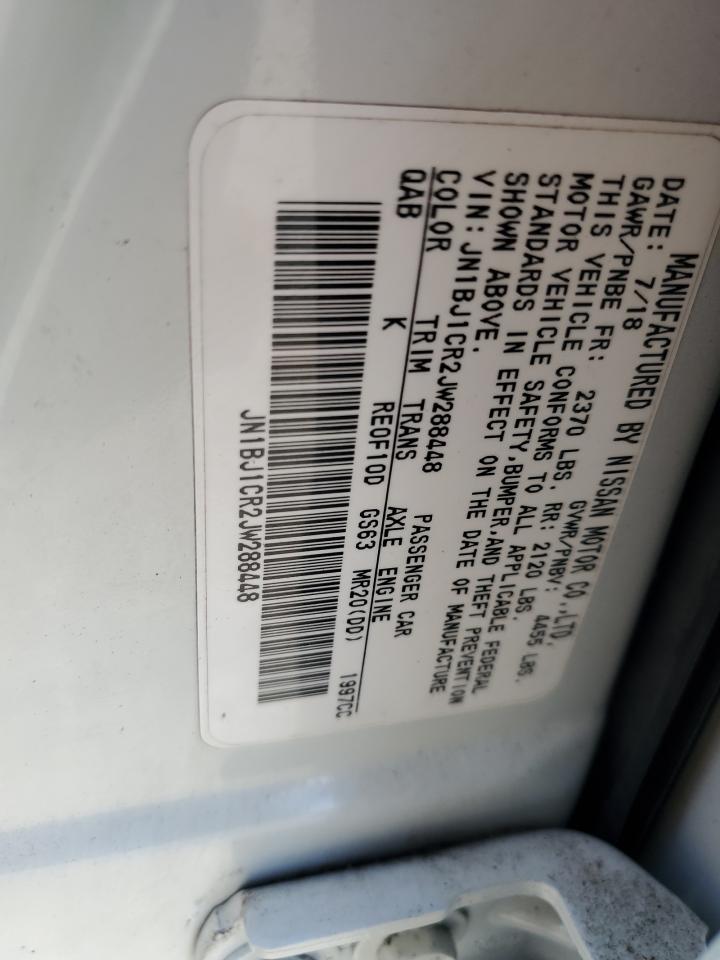 MANUFACTURED BY NISSAN MOTOR CO.,LTD.
DATE: 7/18 GVWR/PNBV: 4455 LBS.
GAWR/PNBE FR: 2370 LBS. RR: 2120 LBS.
THIS VEHICLE CONFORMS TO ALL APPLICABLE FEDERAL
MOTOR VEHICLE SAFETY,BUMPER,AND THEFT PREVENTION
STANDARDS IN EFFECT ON THE DATE OF MANUFACTURE
SHOWN ABOVE.
VIN: JN1BJ1CR2JW288448 PASSENGER CAR
COLOR TRIM TRANS AXLE ENGINE
QAB K RE0F10D GS63 MR20(DD) 1997CC
JN1BJ1CR2JW288448